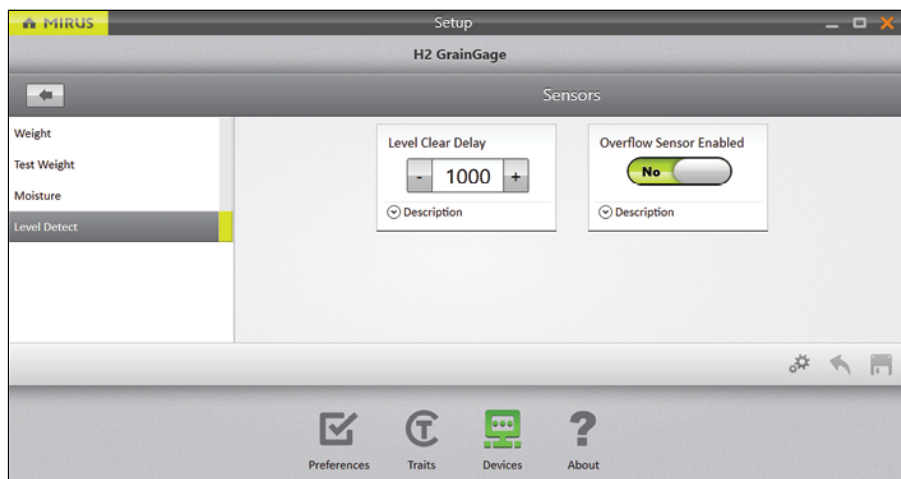 MIRUS
Setup
H2 GrainGage
Sensors
Weight
Test Weight
Moisture
Level Detect
Level Clear Delay
- 1000 +
Description
Overflow Sensor Enabled
No
Description
Preferences
Traits
Devices
About